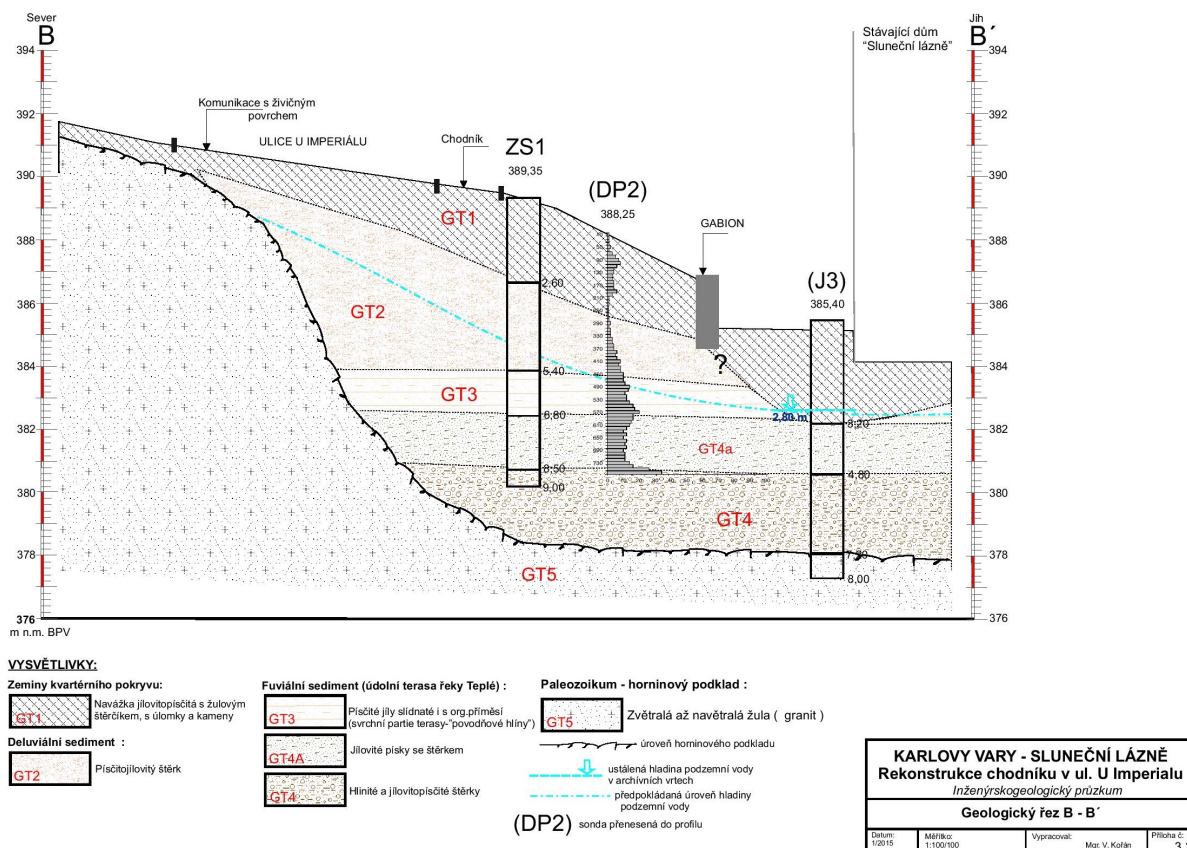 Sever
B
Jih
B´
Stávající dům
“Sluneční lázně”
394
392
390
388
386
384
382
380
378
376
m n.m. BPV
394
392
390
388
386
384
382
380
378
376
Komunikace s živičným
povrchem
ULICE U IMPERIÁLU
Chodník
ZS1
389,35
(DP2)
388,25
GABION
(J3)
385,40
GT1
GT2
GT3
GT4a
GT4
GT5
?
2,60
5,40
6,80
8,50
9,00
3,20
4,80
8,00
VYSVĚTLIVKY:
Zeminy kvartérního pokryvu:
GT1
Navážka jílovitopísčitá s žulovým
štěrčíkem, s úlomky a kameny
Deluviální sediment :
GT2
Písčitojílovitý štěrk
Fuviální sediment (údolní terasa řeky Teplé) :
GT3
Písčité jíly slídnaté i s org.příměsí
(svrchní partie terasy-"povodňové hlíny")
GT4A
Jílovité písky se štěrkem
GT4
Hlinité a jílovitopísčité štěrky
Paleozoikum - horninový podklad :
GT5
Zvětralá až navětralá žula ( granit )
úroveň horninového podkladu
ustálená hladina podzemní vody
v archivních vrtech
předpokládaná úroveň hladiny
podzemní vody
(DP2) sonda přenesená do profilu
KARLOVY VARY - SLUNEČNÍ LÁZNĚ
Rekonstrukce chodníku v ul. U Imperialu
Inženýrskogeologický průzkum
Geologický řez B - B´
Datum:
1/2015
Měřítko:
1:100/100
Vypracoval:
Mgr. V. Kořán
Příloha č: